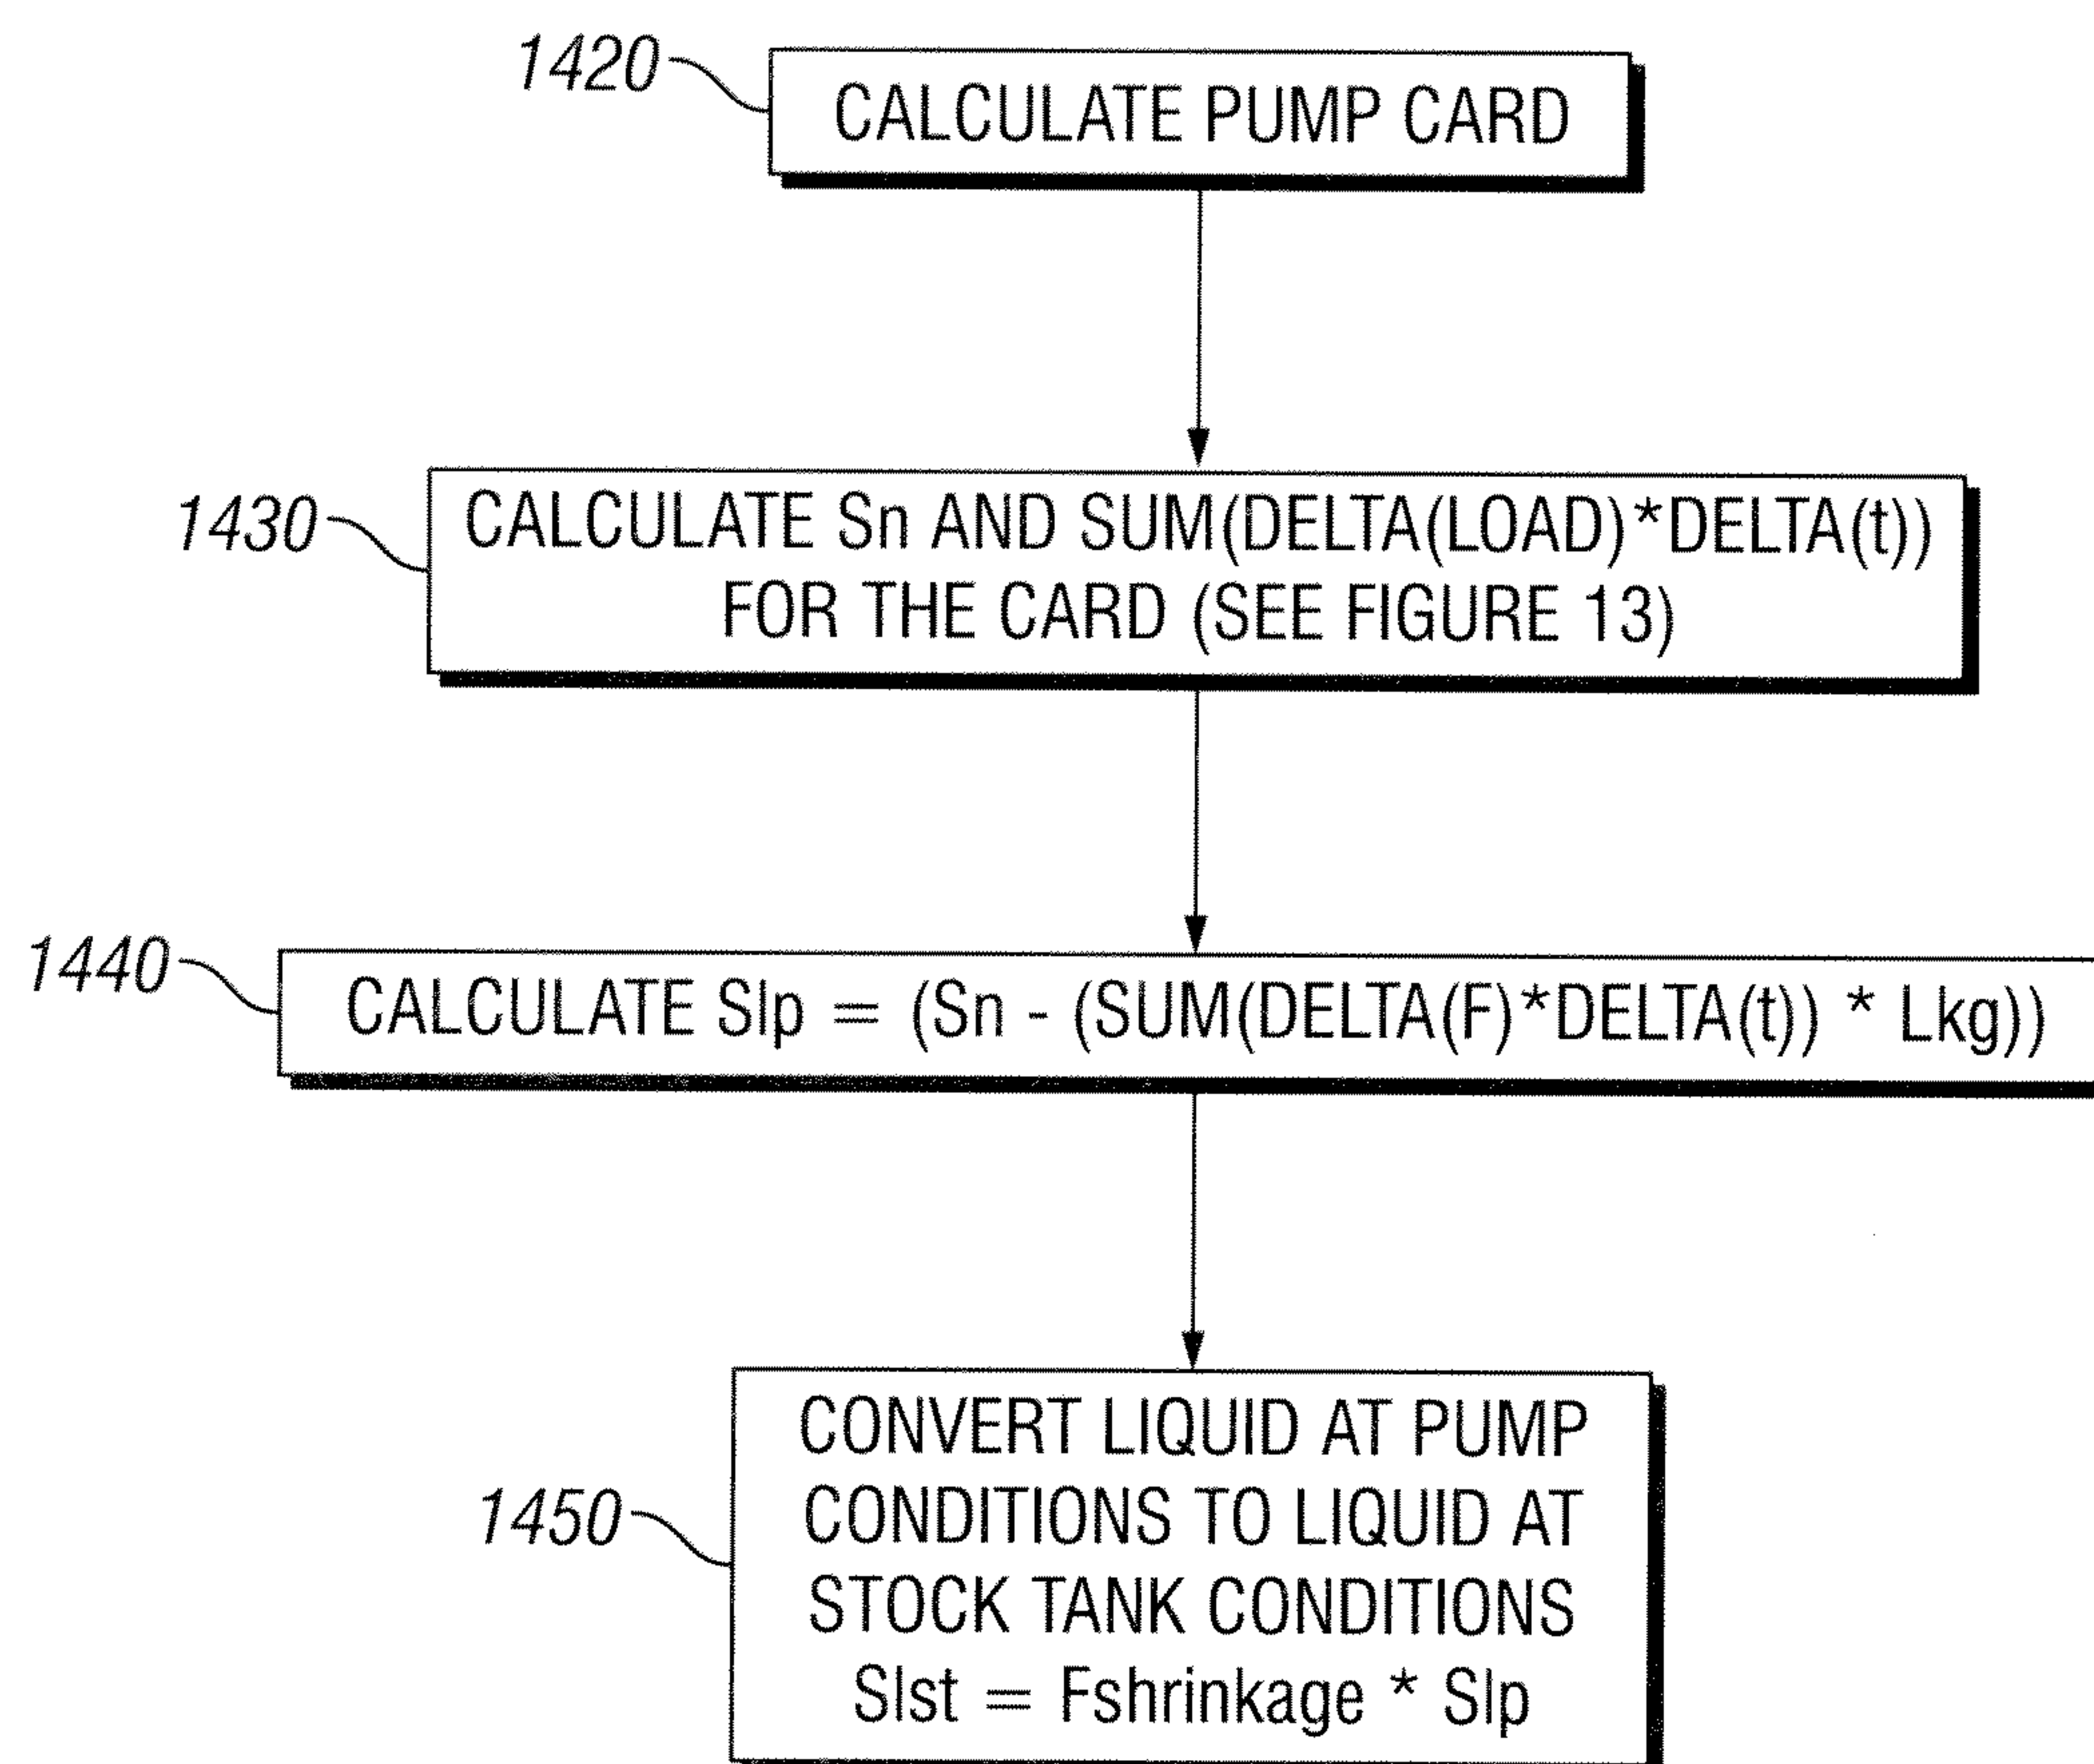 1420
CALCULATE PUMP CARD
1430
CALCULATE Sn AND SUM(DELTA(LOAD)*DELTA(t))
FOR THE CARD (SEE FIGURE 13)
1440
CALCULATE Slp = (Sn - (SUM(DELTA(F)*DELTA(t)) * Lkg))
1450
CONVERT LIQUID AT PUMP
CONDITIONS TO LIQUID AT
STOCK TANK CONDITIONS
Slst = Fshrinkage * Slp